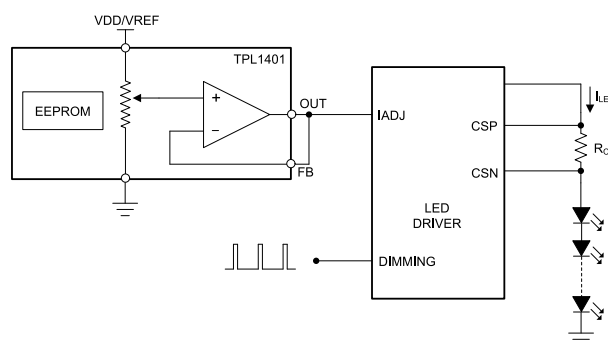 VDD/VREF
TPL1401
EEPROM
+
−
OUT
FB
IADJ
CSP
CSN
LED
DRIVER
DIMMING